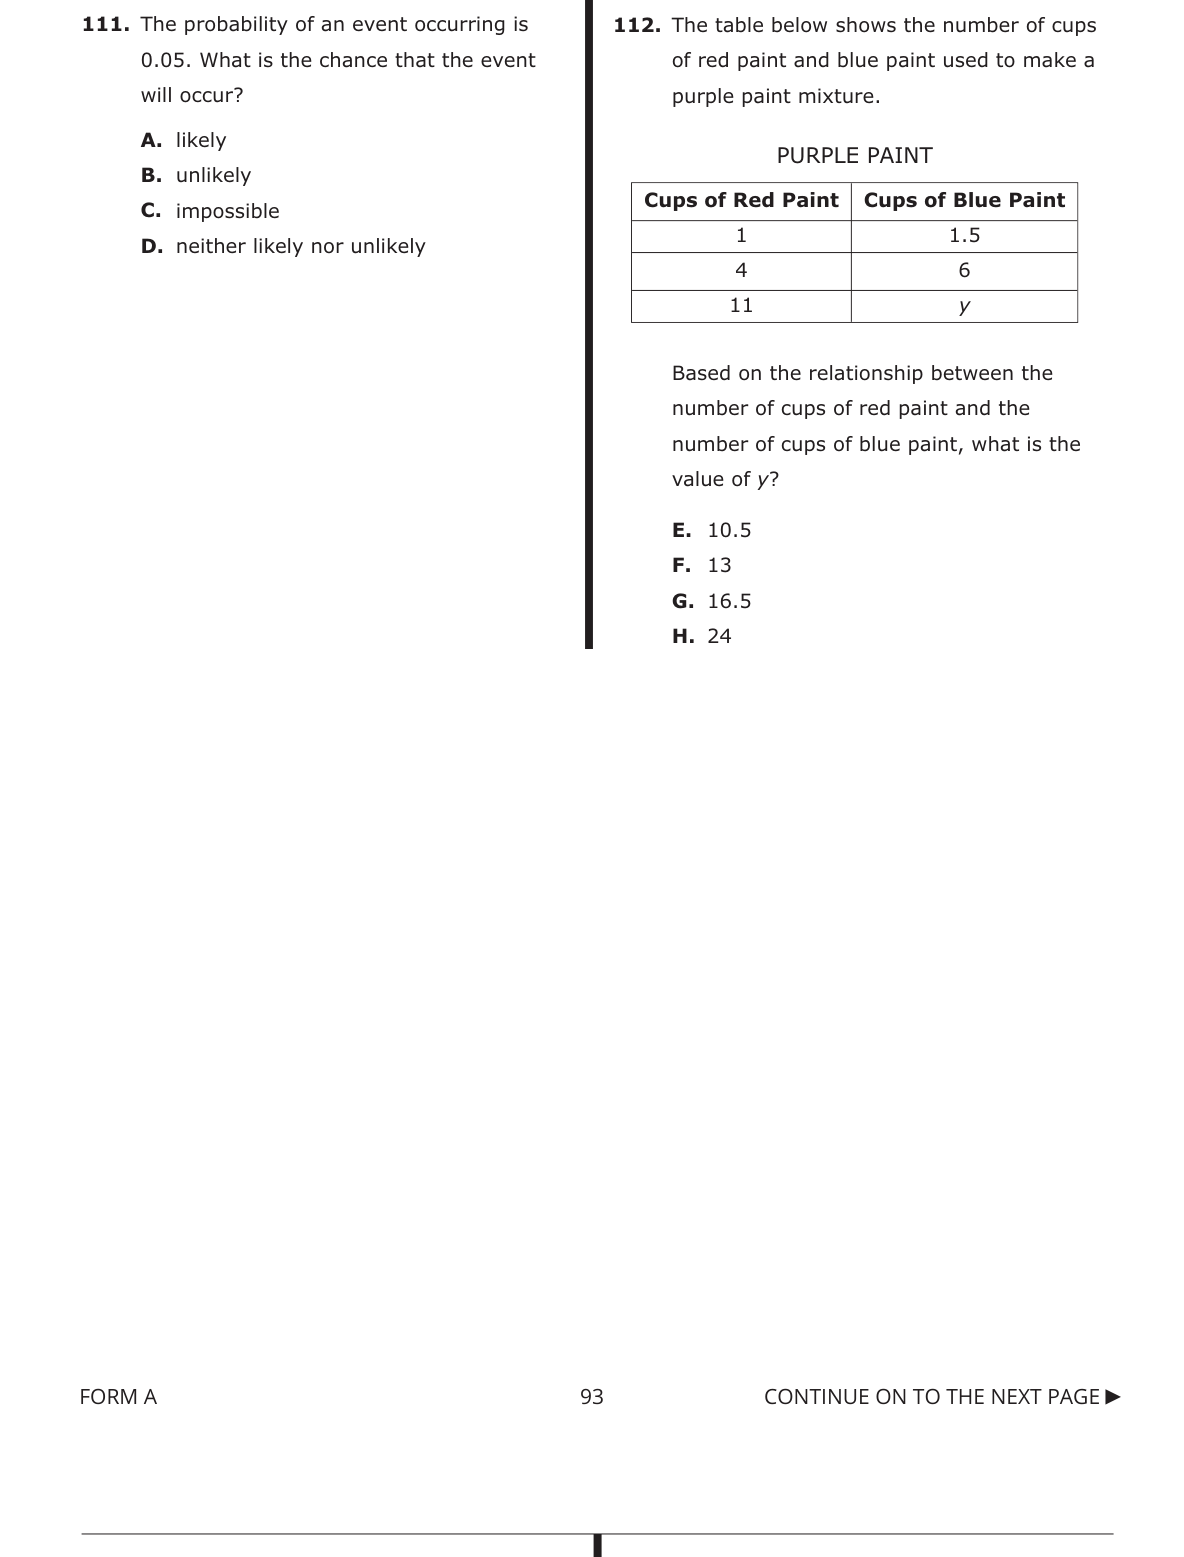 111. The probability of an event occurring is
0.05. What is the chance that the event
will occur?
A. likely
B. unlikely
C. impossible
D. neither likely nor unlikely
112. The table below shows the number of cups
of red paint and blue paint used to make a
purple paint mixture.
PURPLE PAINT
Cups of Red Paint Cups of Blue Paint
1 1.5
4 6
11 y
Based on the relationship between the
number of cups of red paint and the
number of cups of blue paint, what is the
value of y?
E. 10.5
F. 13
G. 16.5
H. 24
FORM A 93 CONTINUE ON TO THE NEXT PAGE ▶